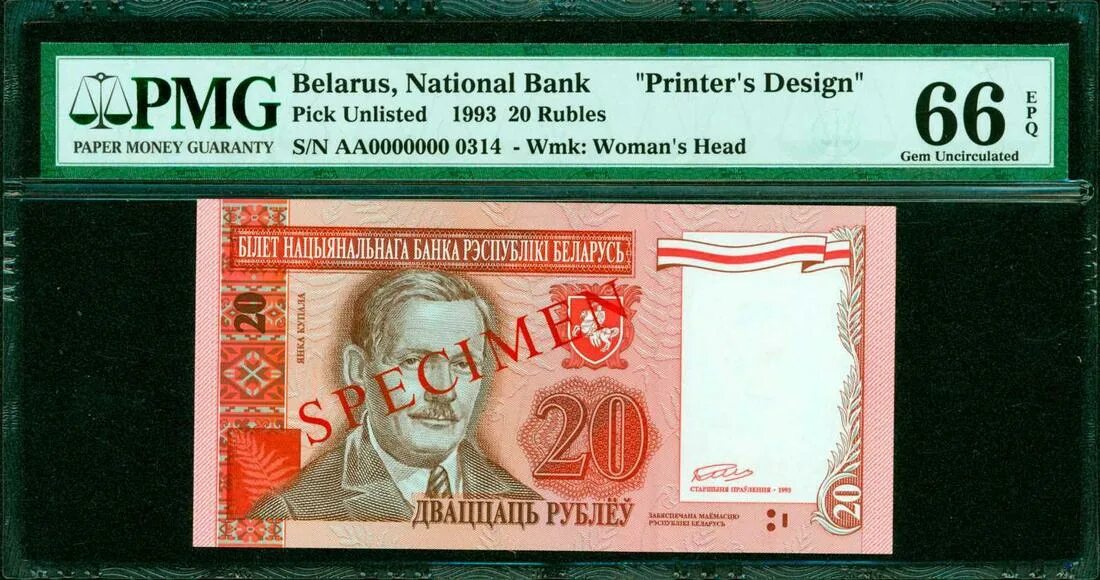 PMG
PAPER MONEY GUARANTY
Belarus, National Bank "Printer's Design"
Pick Unlisted 1993 20 Rubles
S/N AA0000000 0314 - Wmk: Woman's Head
66 EPQ
Gem Uncirculated
БІЛЕТ НАЦЫЯНАЛЬНАГА БАНКА РЭСПУБЛІКІ БЕЛАРУСЬ
20
ЯНКА КУПАЛА
SPECIMEN
20
ДВАЦЦАЦЬ РУБЛЁЎ
СТАРШЫНЯ ПРАЎЛЕННЯ - 1993
ЗАБЯСПЕЧАНА МАЁМАСЦЮ
РЭСПУБЛІКІ БЕЛАРУСЬ
20